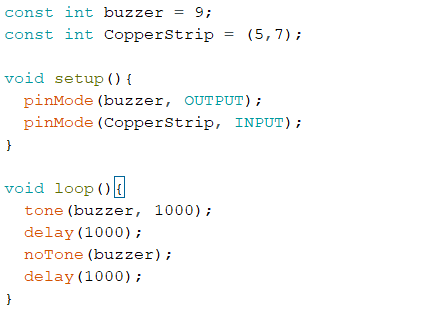 const int buzzer = 9;
const int CopperStrip = (5,7);
void setup(){
pinMode(buzzer, OUTPUT);
pinMode(CopperStrip, INPUT);
}
void loop(){
tone(buzzer, 1000);
delay(1000);
noTone(buzzer);
delay(1000);
}